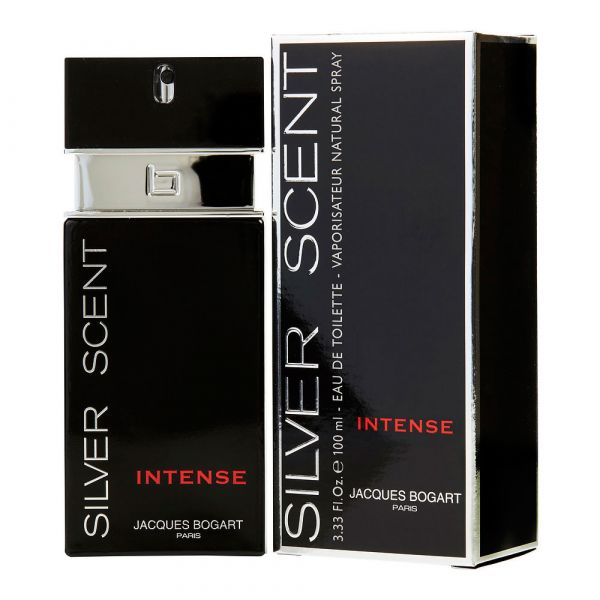 SILVER SCENT
INTENSE
JACQUES BOGART
PARIS
SILVER SCENT
3.33 Fl.Oz. ℮ 100 ml - EAU DE TOILETTE - VAPORISATEUR NATURAL SPRAY
INTENSE
JACQUES BOGART
PARIS